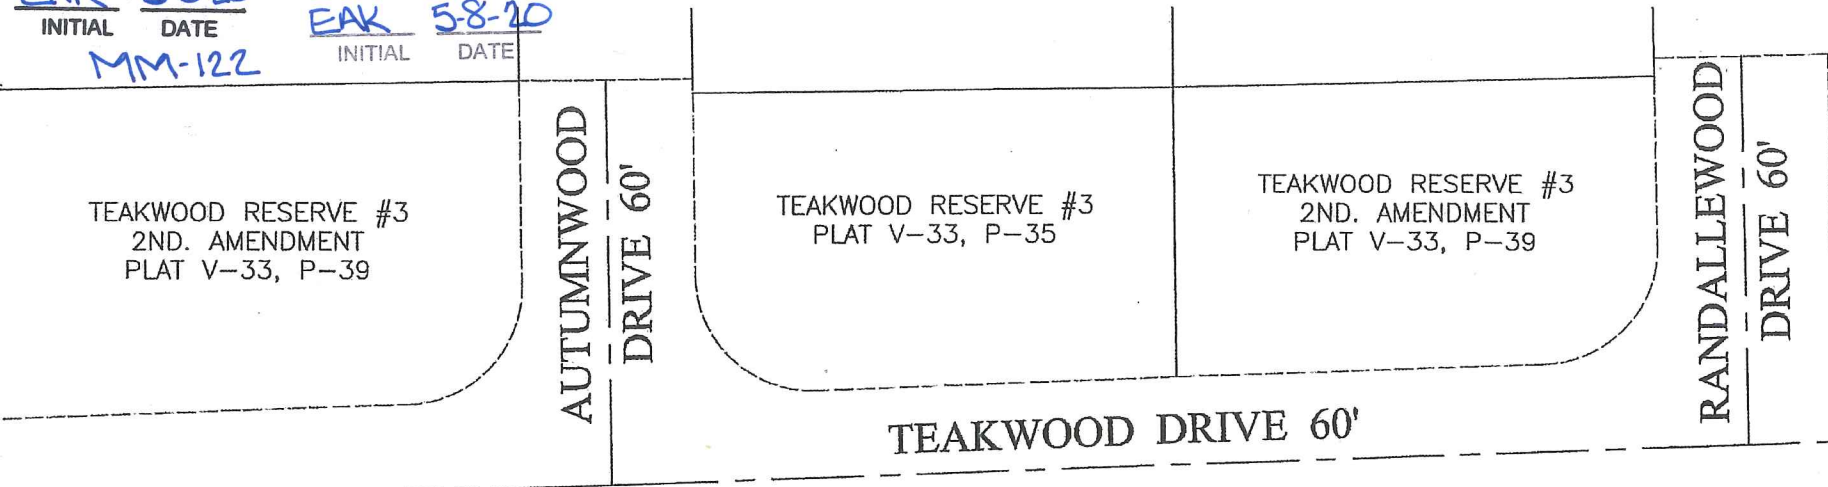 INITIAL DATE
MM-122
EAK 5-8-20
INITIAL DATE
TEAKWOOD RESERVE #3
2ND. AMENDMENT
PLAT V-33, P-39
AUTUMNWOOD
DRIVE 60'
TEAKWOOD RESERVE #3
PLAT V-33, P-35
TEAKWOOD RESERVE #3
2ND. AMENDMENT
PLAT V-33, P-39
RANDALLEWOOD
DRIVE 60'
TEAKWOOD DRIVE 60'